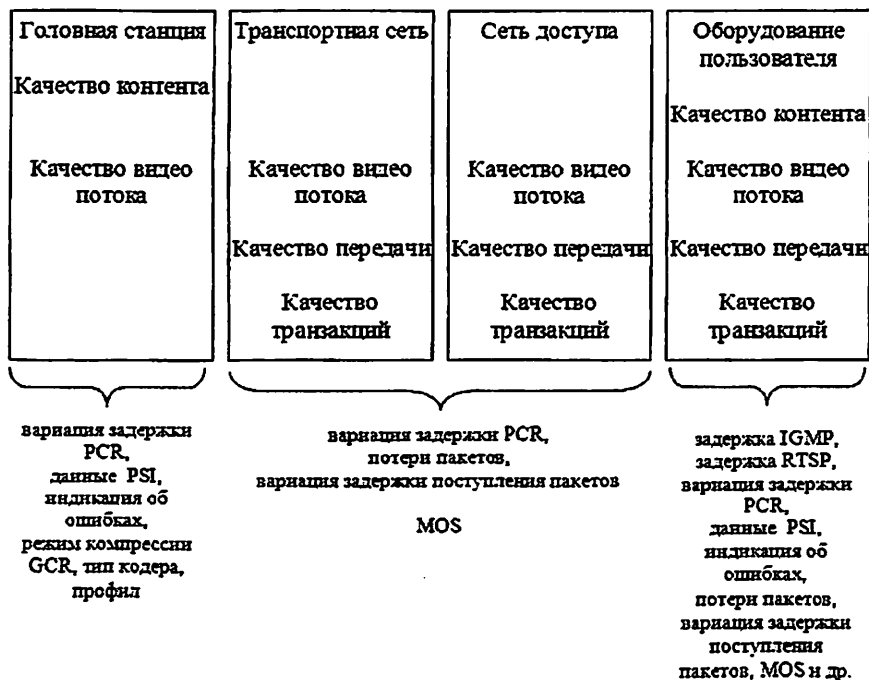 Головная станция
Качество контента
Качество видео
потока
Транспортная сеть
Качество видео
потока
Качество передачи
Качество
транзакций
Сеть доступа
Качество видео
потока
Качество передачи
Качество
транзакций
Оборудование
пользователя
Качество контента
Качество видео
потока
Качество передачи
Качество
транзакций
вариация задержки
PCR,
данные PSI,
индикация об
ошибках,
режим компрессии
GCR, тип кодера,
профил
вариация задержки PCR,
потери пакетов,
вариация задержки поступления пакетов
MOS
задержка IGMP,
задержка RTSP,
вариация задержки
PCR,
данные PSI,
индикация об
ошибках,
потери пакетов,
вариация задержки
поступления
пакетов, MOS и др.